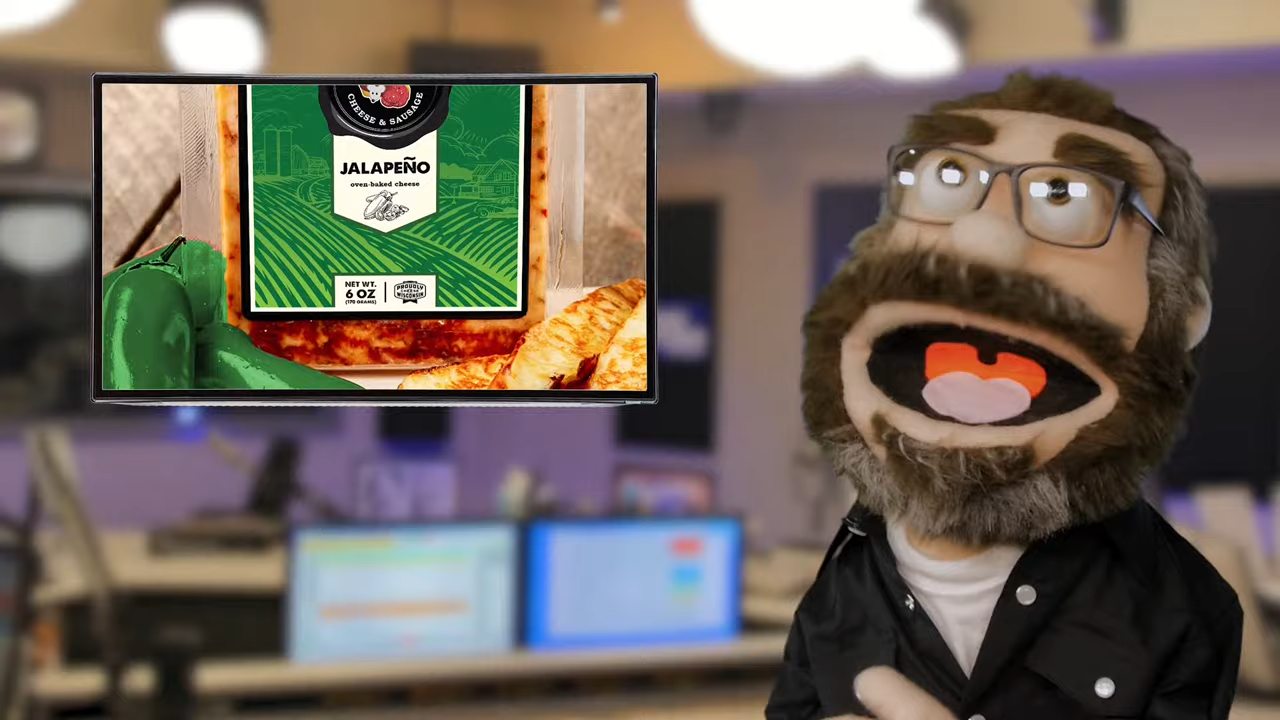 CHEESE & SAUSAGE
JALAPEÑO
oven-baked cheese
NET WT.
6 OZ
(170 GRAMS)
PROUDLY
WISCONSIN